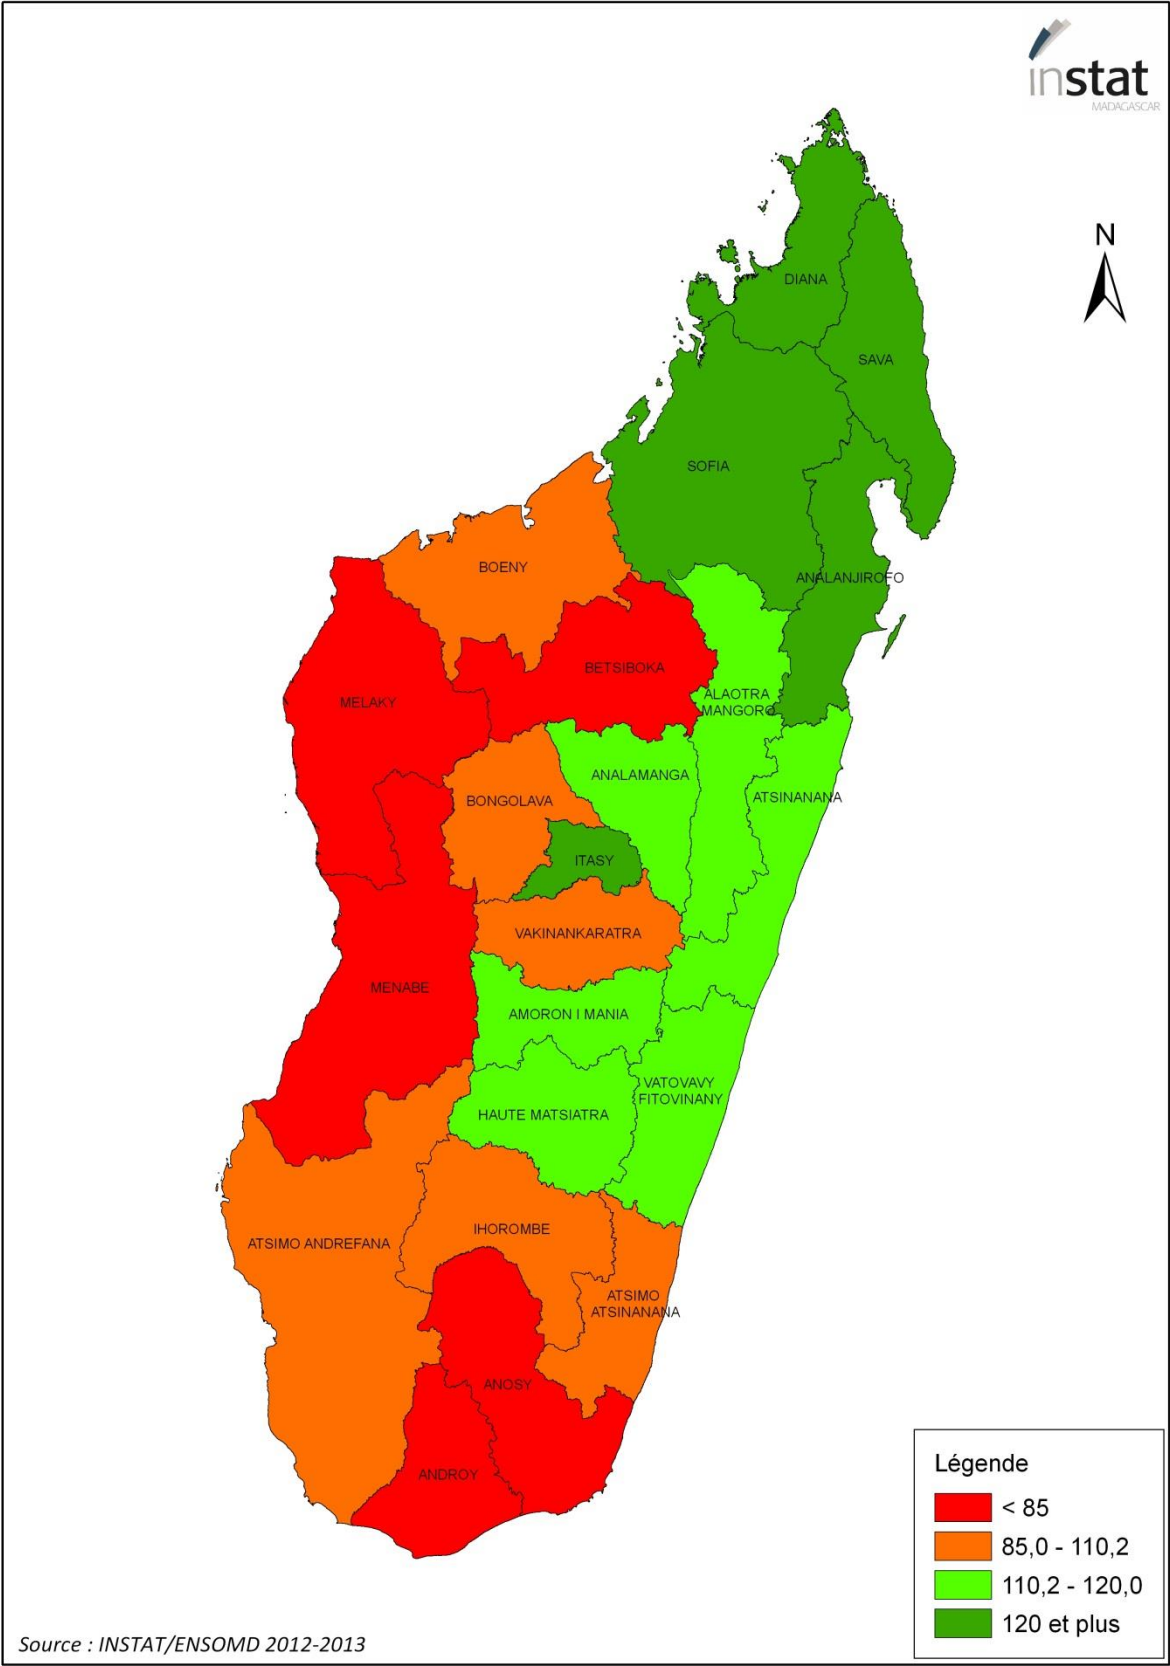 instat
MADAGASCAR
N
DIANA
SAVA
SOFIA
ANALANJIROFO
BOENY
BETSIBOKA
MELAKY
ALAOTRA
MANGORO
ANALAMANGA
ATSINANANA
BONGOLAVA
ITASY
VAKINANKARATRA
MENABE
AMORON I MANIA
VATOVAVY
FITOVINANY
HAUTE MATSIATRA
IHOROMBE
ATSIMO ANDREFANA
ATSIMO
ATSINANANA
ANOSY
ANDROY
Légende
< 85
85,0 - 110,2
110,2 - 120,0
120 et plus
Source : INSTAT/ENSOMD 2012-2013